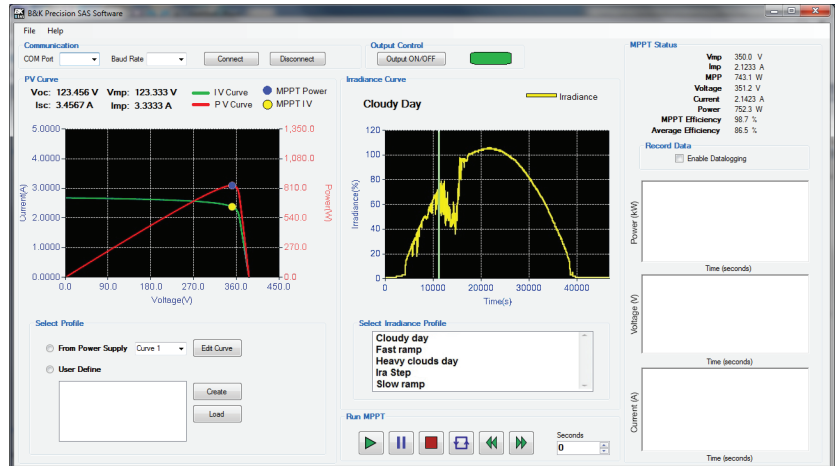 B&K Precision SAS Software
File Help
Communication
COM Port Baud Rate Connect Disconnect
Output Control
Output ON/OFF
PV Curve
Voc: 123.456 V Vmp: 123.333 V
Isc: 3.4567 A Imp: 3.3333 A
I V Curve MPPT Power
P V Curve MPPT I V
5.0000 1,350.0
4.0000 1,080.0
3.0000 810.0
2.0000 540.0
1.0000 270.0
0.0000 0.0
Current(A)
Power(W)
0.0 90.0 180.0 270.0 360.0 450.0
Voltage(V)
Select Profile
From Power Supply Curve 1 Edit Curve
User Define
Create
Load
Irradiance Curve
Cloudy Day
Irradiance
120
100
80
60
40
20
0
Irradiance(%)
0 10000 20000 30000 40000
Time(s)
Select Irradiance Profile
Cloudy day
Fast ramp
Heavy clouds day
Ira Step
Slow ramp
Run MPPT
Seconds
0
MPPT Status
Vmp 350.0 V
Imp 2.1233 A
MPP 743.1 W
Voltage 351.2 V
Current 2.1423 A
Power 752.3 W
MPPT Efficiency 98.7 %
Average Efficiency 86.5 %
Record Data
Enable Datalogging
Power (kW)
Time (seconds)
Voltage (V)
Time (seconds)
Current (A)
Time (seconds)